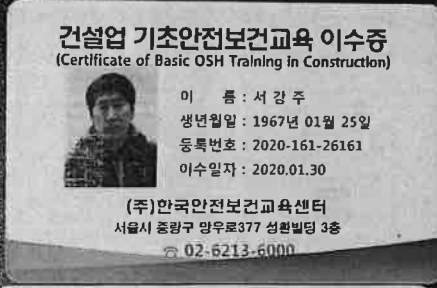 건설업 기초안전보건교육 이수증
(Certificate of Basic OSH Training in Construction)
이 름 : 서 강 주
생년월일 : 1967년 01월 25일
등록번호 : 2020-161-26161
이수일자 : 2020.01.30
(주)한국안전보건교육센터
서울시 중랑구 망우로377 성환빌딩 3층
☎ 02-6213-6000